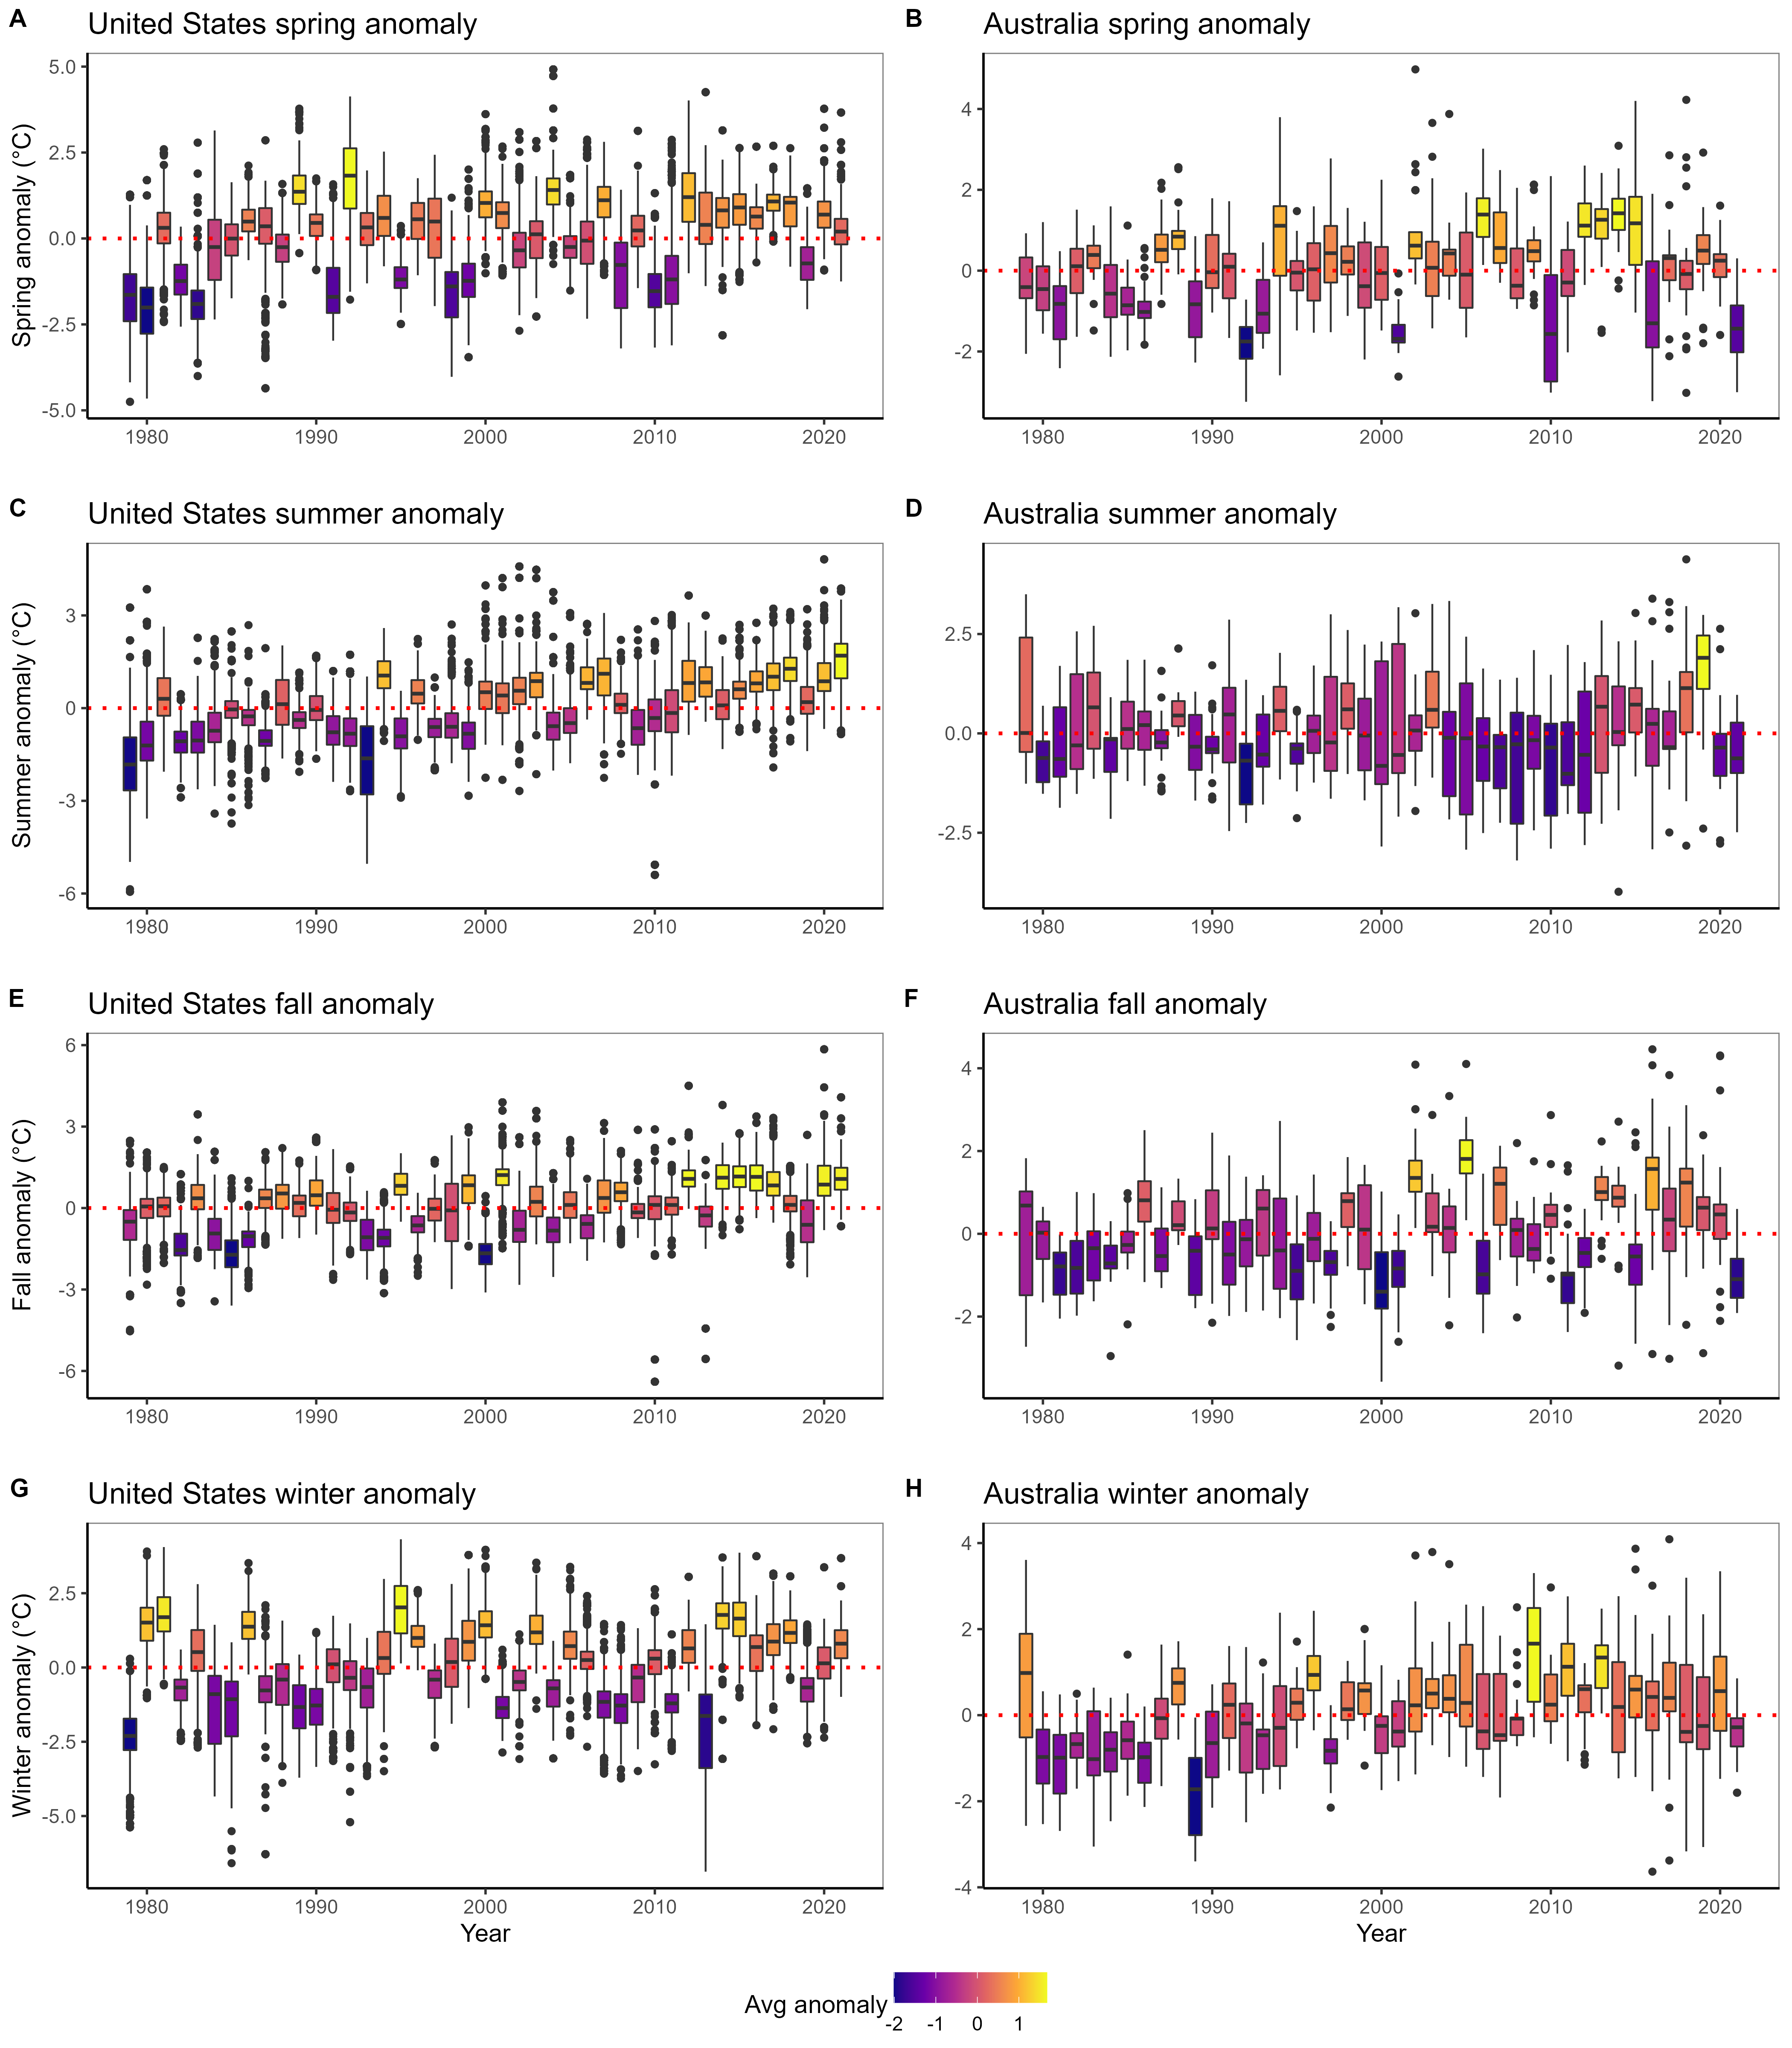 A United States spring anomaly
B Australia spring anomaly
Spring anomaly (°C)
5.0
2.5
0.0
-2.5
-5.0
1980 1990 2000 2010 2020
4
2
0
-2
1980 1990 2000 2010 2020
C United States summer anomaly
D Australia summer anomaly
Summer anomaly (°C)
3
0
-3
-6
1980 1990 2000 2010 2020
2.5
0.0
-2.5
1980 1990 2000 2010 2020
E United States fall anomaly
F Australia fall anomaly
Fall anomaly (°C)
6
3
0
-3
-6
1980 1990 2000 2010 2020
4
2
0
-2
1980 1990 2000 2010 2020
G United States winter anomaly
H Australia winter anomaly
Winter anomaly (°C)
2.5
0.0
-2.5
-5.0
1980 1990 2000 2010 2020
Year
4
2
0
-2
-4
1980 1990 2000 2010 2020
Year
Avg anomaly
-2 -1 0 1